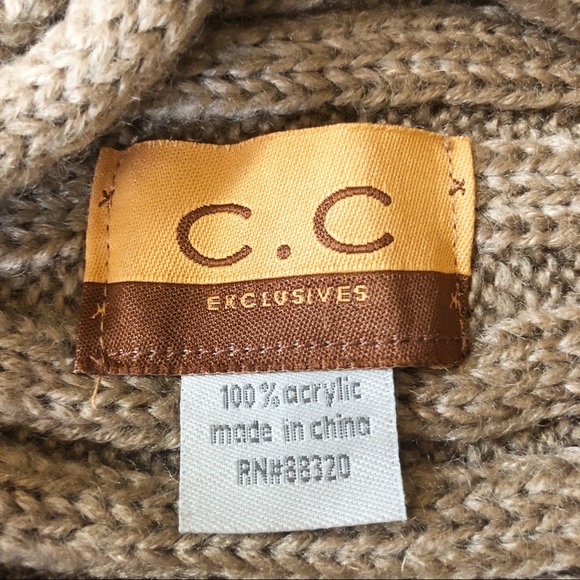 C.C
EXCLUSIVES
100% acrylic
made in china
RN#88320